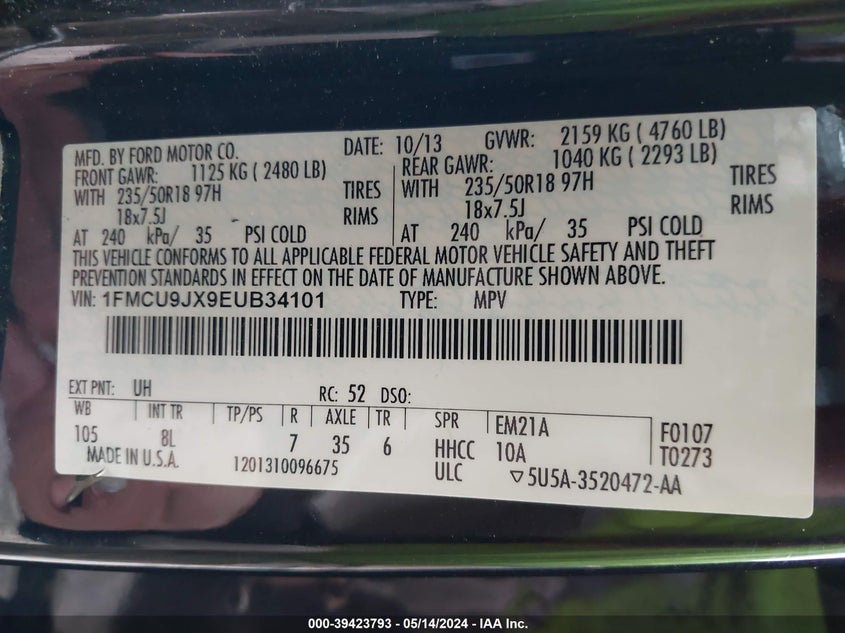 MFD. BY FORD MOTOR CO. DATE: 10/13 GVWR: 2159 KG ( 4760 LB)
FRONT GAWR: 1125 KG ( 2480 LB) REAR GAWR: 1040 KG ( 2293 LB)
WITH 235/50R18 97H TIRES WITH 235/50R18 97H TIRES
18x7.5J RIMS 18x7.5J RIMS
AT 240 kPa/ 35 PSI COLD AT 240 kPa/ 35 PSI COLD
THIS VEHICLE CONFORMS TO ALL APPLICABLE FEDERAL MOTOR VEHICLE SAFETY AND THEFT
PREVENTION STANDARDS IN EFFECT ON THE DATE OF MANUFACTURE SHOWN ABOVE.
VIN: 1FMCU9JX9EUB34101 TYPE: MPV
EXT PNT: UH RC: 52 DSO:
WB INT TR TP/PS R AXLE TR SPR EM21A F0107
105 8L 7 35 6 HHCC 10A T0273
MADE IN U.S.A. 1201310096675 ULC ▽5U5A-3520472-AA
000-39423793 - 05/14/2024 - IAA Inc.